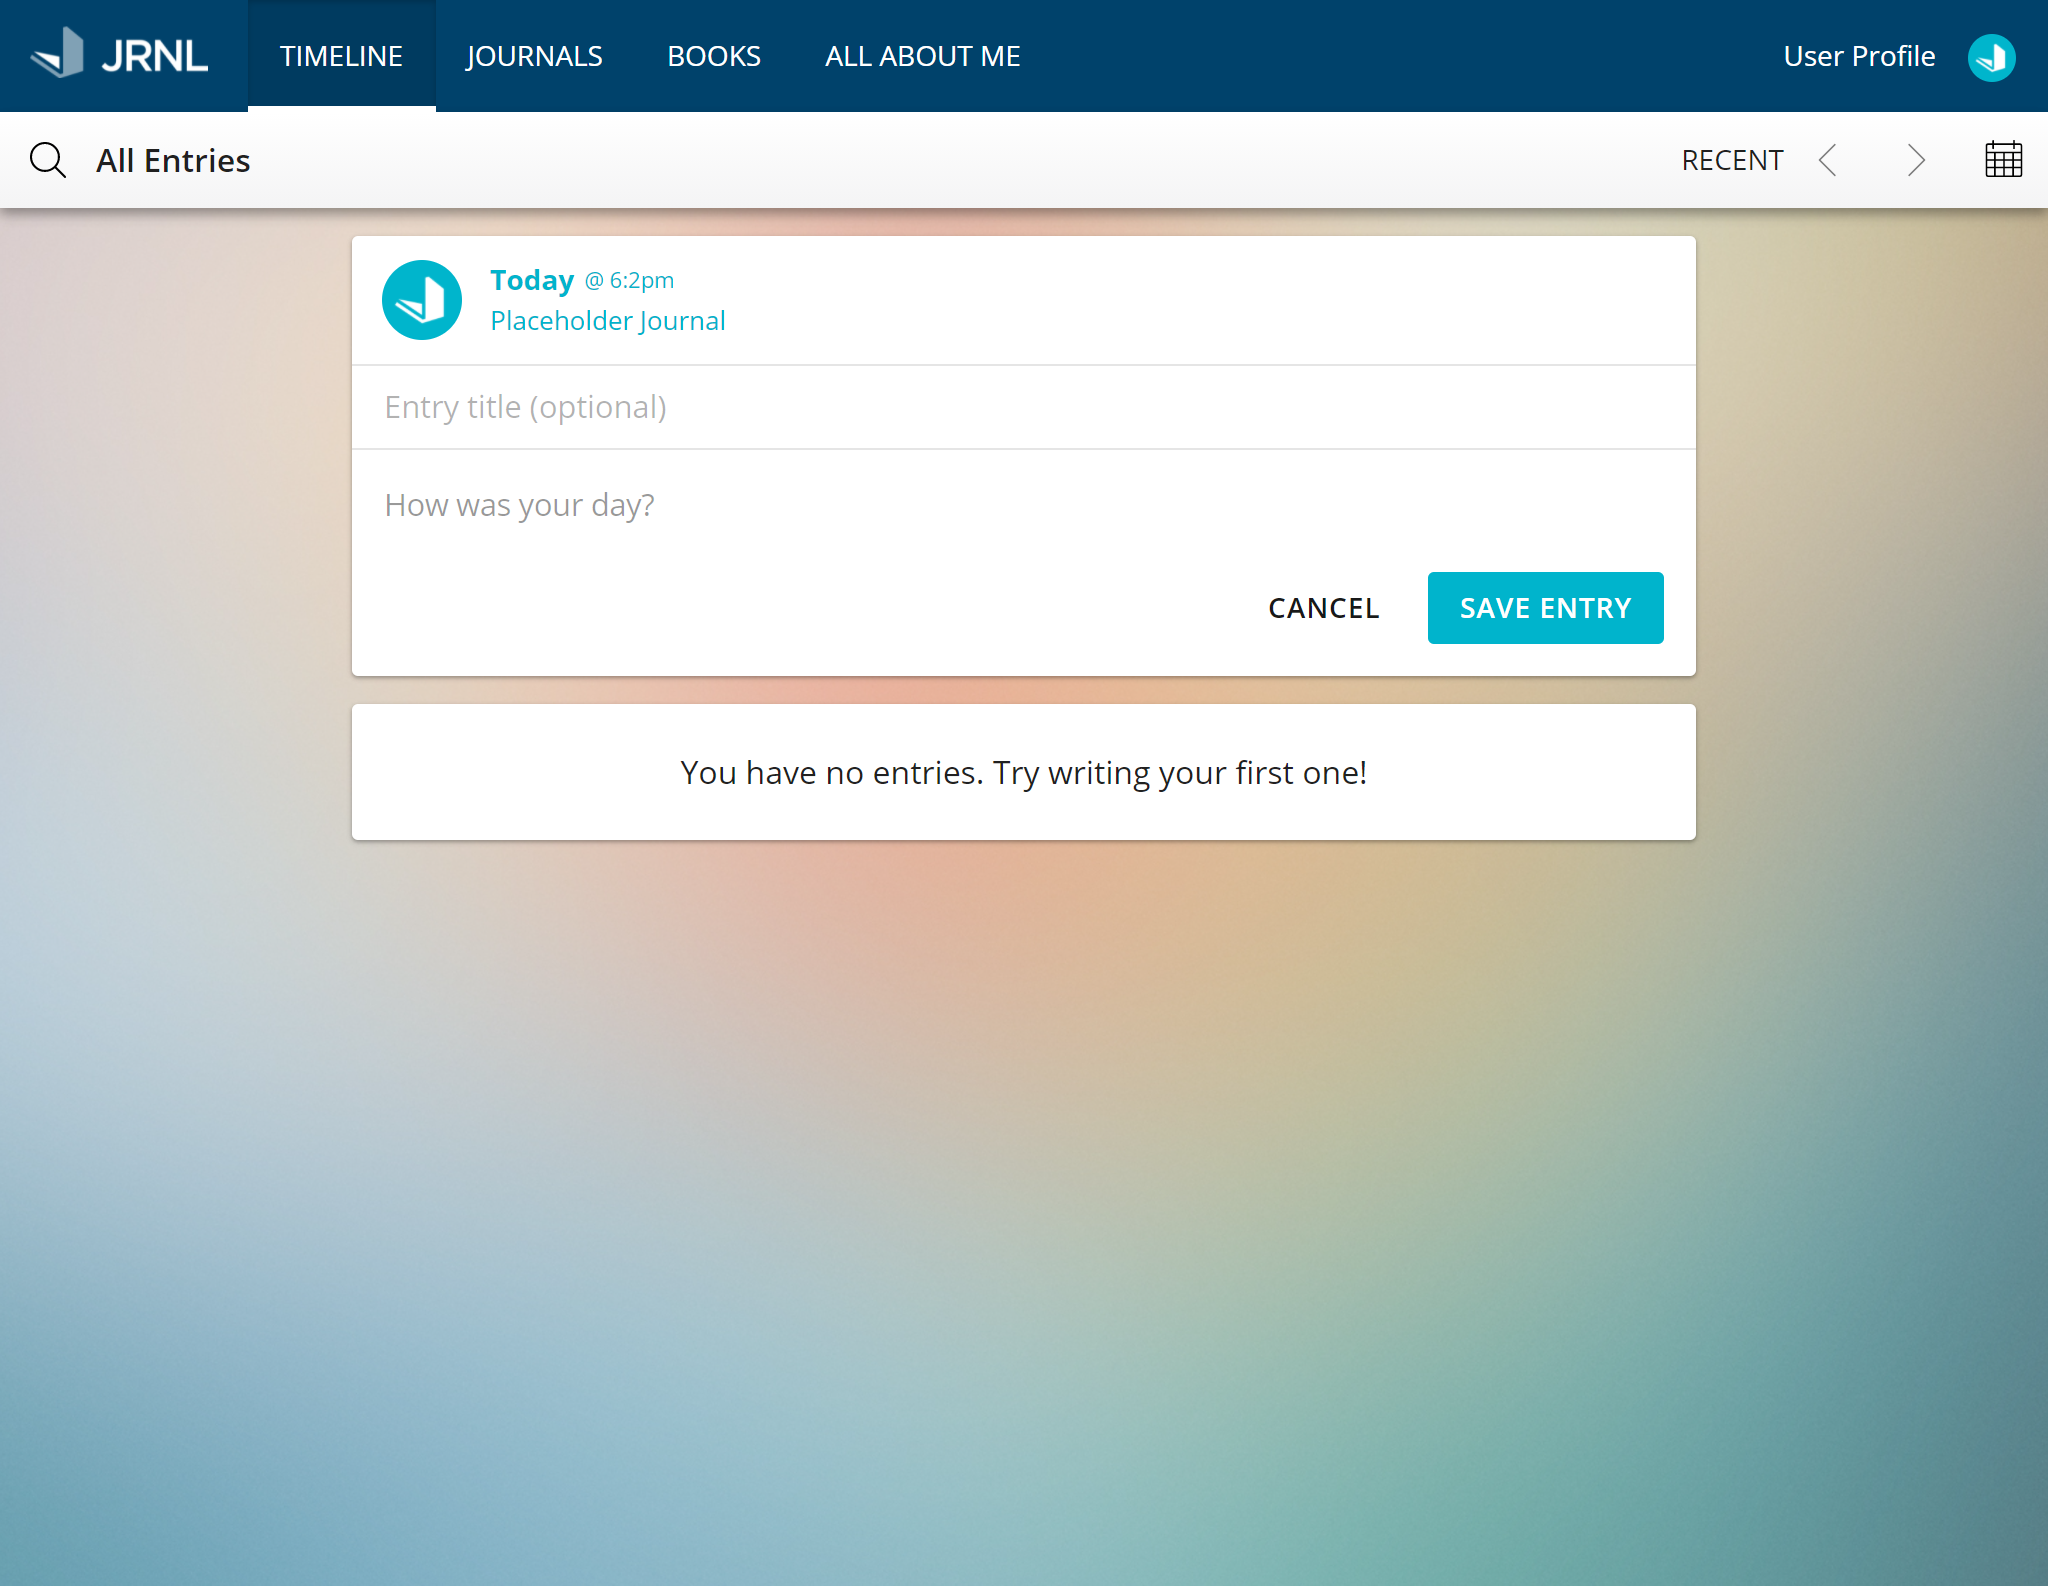 JRNL TIMELINE JOURNALS BOOKS ALL ABOUT ME User Profile
All Entries RECENT
Today @ 6:2pm
Placeholder Journal
Entry title (optional)
How was your day?
CANCEL SAVE ENTRY
You have no entries. Try writing your first one!